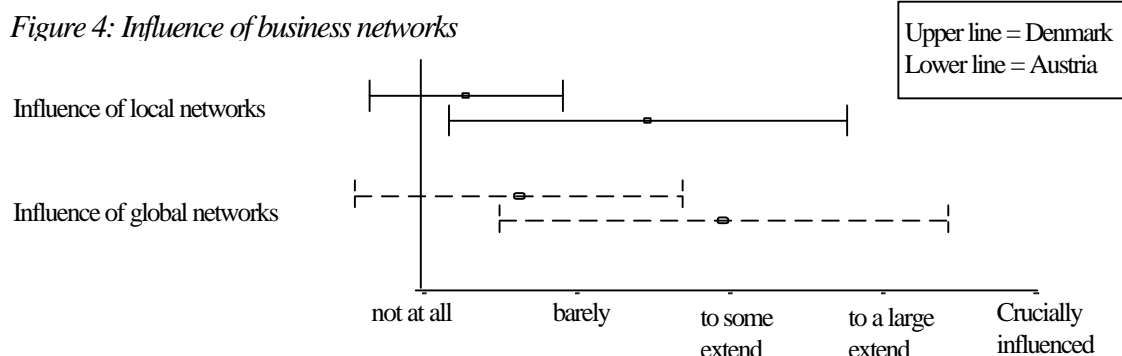 Figure 4: Influence of business networks
Upper line = Denmark
Lower line = Austria
Influence of local networks
Influence of global networks
not at all
barely
to some
extend
to a large
extend
Crucially
influenced